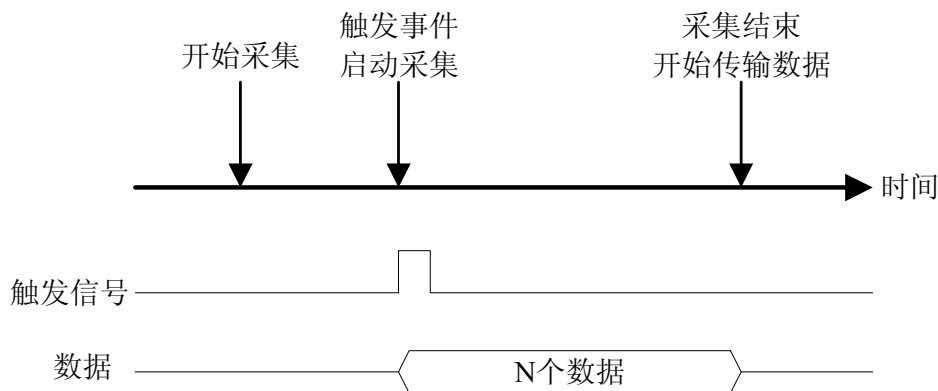 开始采集
触发事件
启动采集
采集结束
开始传输数据
时间
触发信号
数据
N个数据